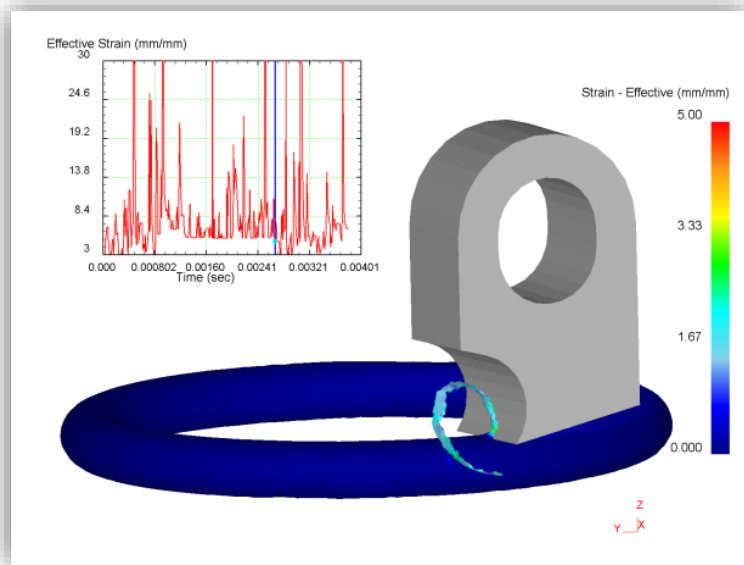 Effective Strain (mm/mm)
30
24.6
19.2
13.8
8.4
3
0.000 0.000802 0.00160 0.00241 0.00321 0.00401
Time (sec)
Strain - Effective (mm/mm)
5.00
3.33
1.67
0.000
Z
Y X